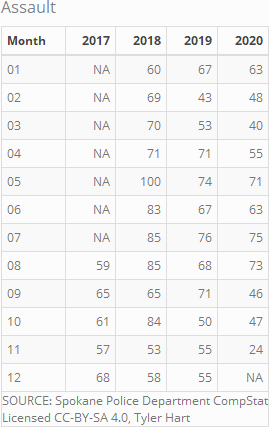 Assault
Month 2017 2018 2019 2020
01 NA 60 67 63
02 NA 69 43 48
03 NA 70 53 40
04 NA 71 71 55
05 NA 100 74 71
06 NA 83 67 63
07 NA 85 76 75
08 59 85 68 73
09 65 65 71 46
10 61 84 50 47
11 57 53 55 24
12 68 58 55 NA
SOURCE: Spokane Police Department CompStat
Licensed CC-BY-SA 4.0, Tyler Hart